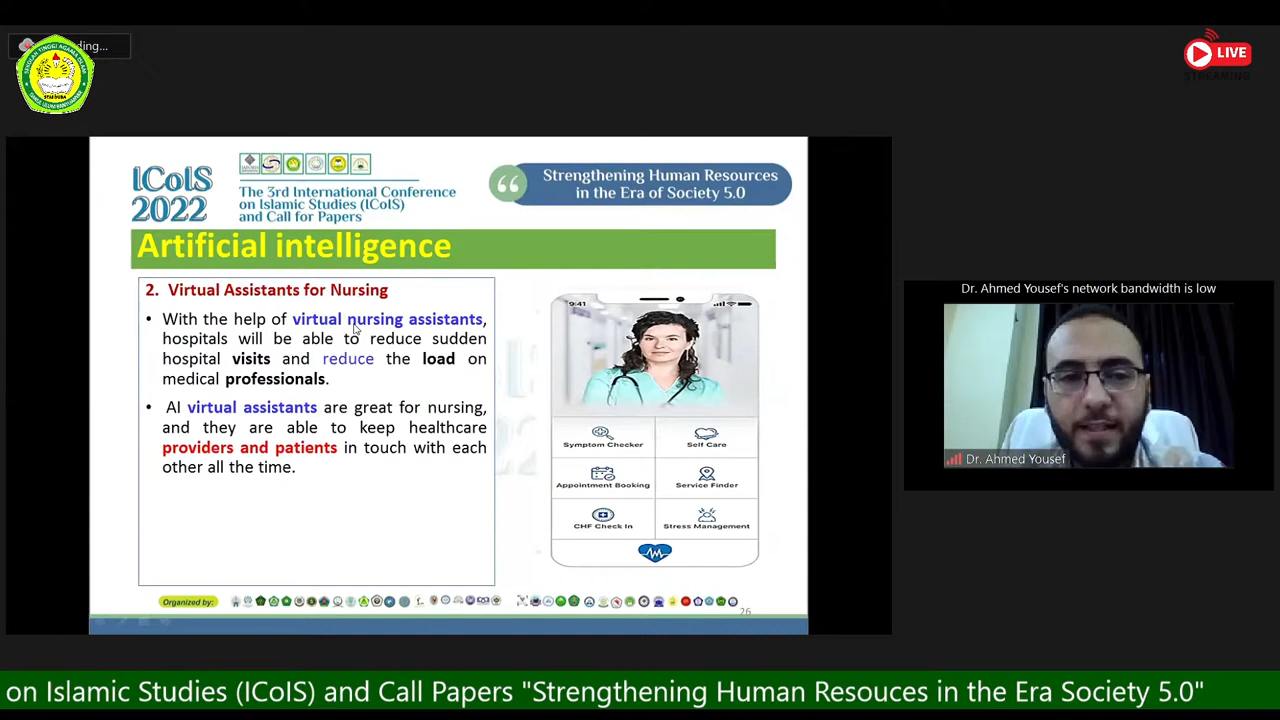 ding...
LIVE
STREAMING
ICoIS
2022
The 3rd International Conference
on Islamic Studies (ICoIS)
and Call for Papers
Strengthening Human Resources
in the Era of Society 5.0
Artificial intelligence
2. Virtual Assistants for Nursing
• With the help of virtual nursing assistants,
hospitals will be able to reduce sudden
hospital visits and reduce the load on
medical professionals.
• AI virtual assistants are great for nursing,
and they are able to keep healthcare
providers and patients in touch with each
other all the time.
9:41
Symptom Checker
Self Care
Appointment Booking
Service Finder
CHF Check In
Stress Management
Organized by:
26
Dr. Ahmed Yousef's network bandwidth is low
Dr. Ahmed Yousef
on Islamic Studies (ICoIS) and Call Papers "Strengthening Human Resouces in the Era Society 5.0"